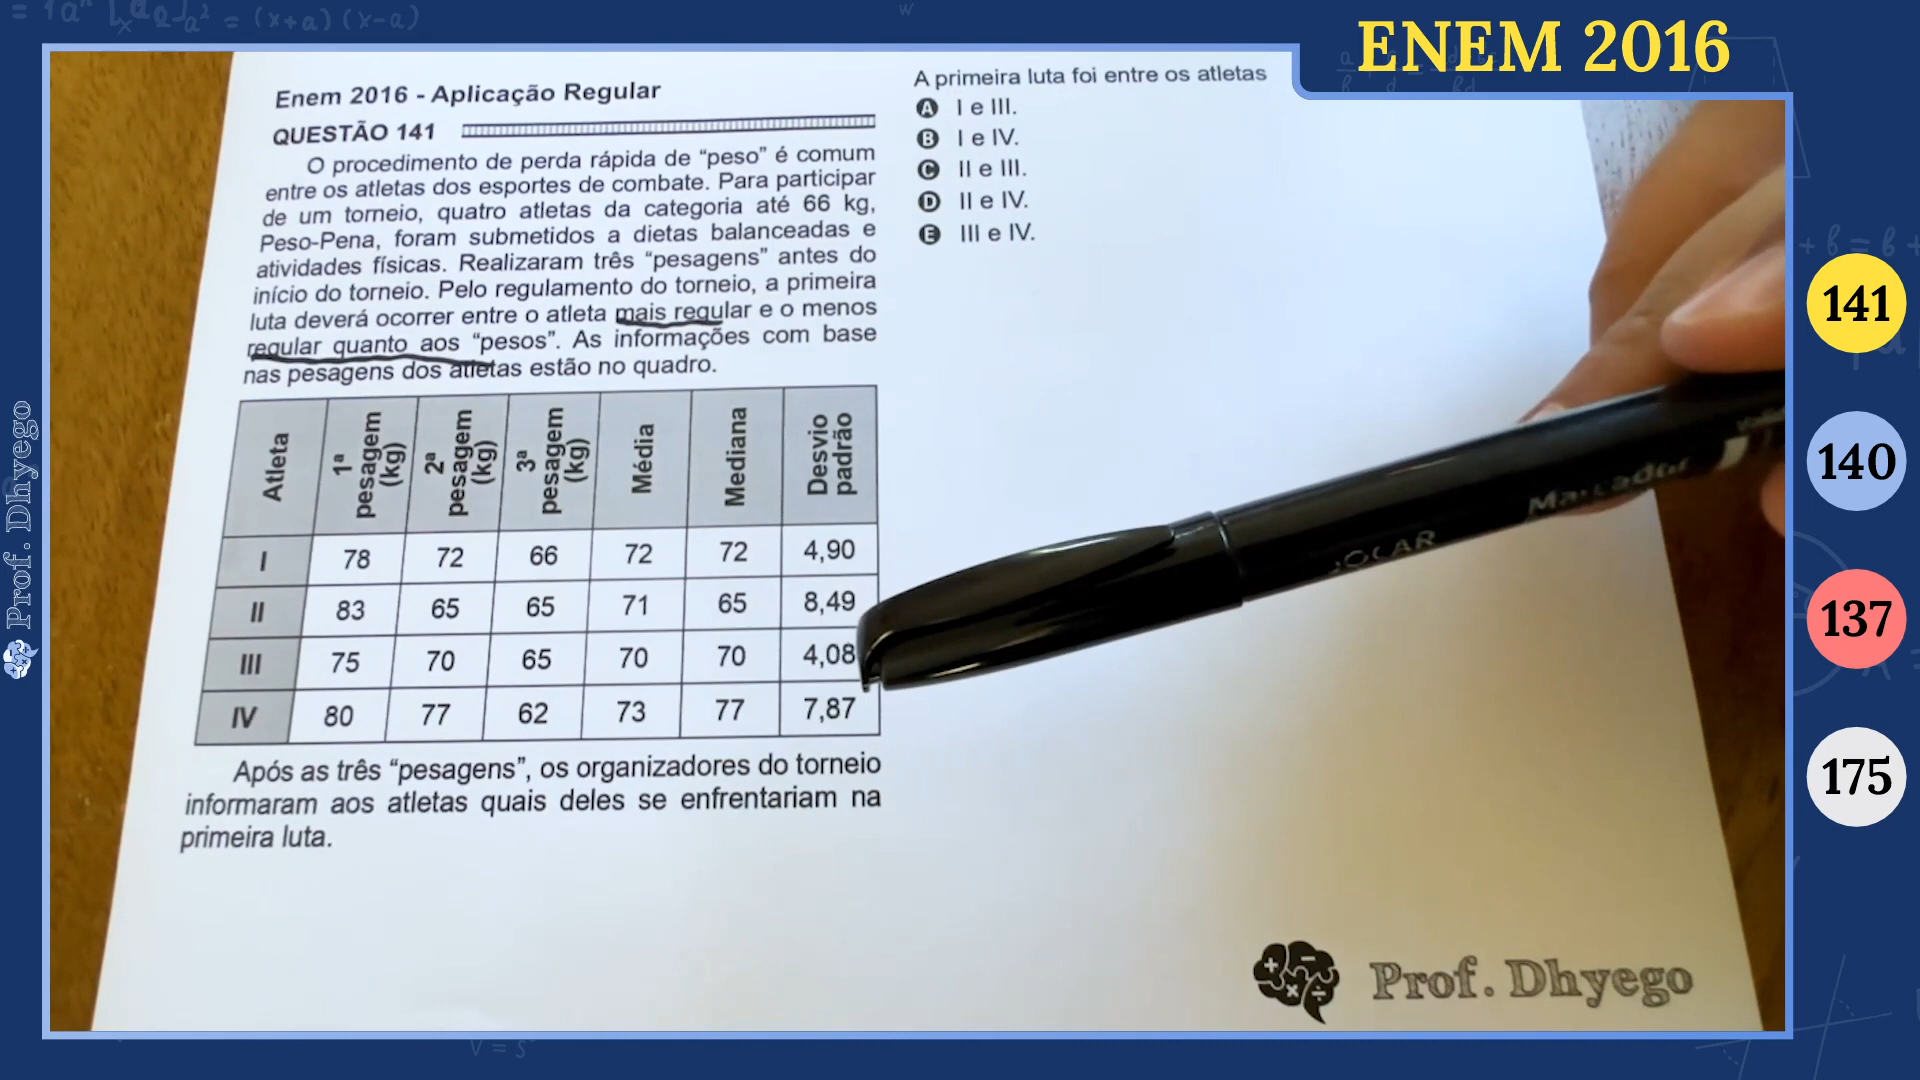 ENEM 2016
Enem 2016 - Aplicação Regular
QUESTÃO 141
O procedimento de perda rápida de “peso” é comum
entre os atletas dos esportes de combate. Para participar
de um torneio, quatro atletas da categoria até 66 kg,
Peso-Pena, foram submetidos a dietas balanceadas e
atividades físicas. Realizaram três “pesagens” antes do
início do torneio. Pelo regulamento do torneio, a primeira
luta deverá ocorrer entre o atleta mais regular e o menos
regular quanto aos “pesos”. As informações com base
nas pesagens dos atletas estão no quadro.
Atleta 1ª pesagem (kg) 2ª pesagem (kg) 3ª pesagem (kg) Média Mediana Desvio padrão
I 78 72 66 72 72 4,90
II 83 65 65 71 65 8,49
III 75 70 65 70 70 4,08
IV 80 77 62 73 77 7,87
Após as três “pesagens”, os organizadores do torneio
informaram aos atletas quais deles se enfrentariam na
primeira luta.
A primeira luta foi entre os atletas
A I e III.
B I e IV.
C II e III.
D II e IV.
E III e IV.
Prof. Dhyego
Prof. Dhyego
141
140
137
175